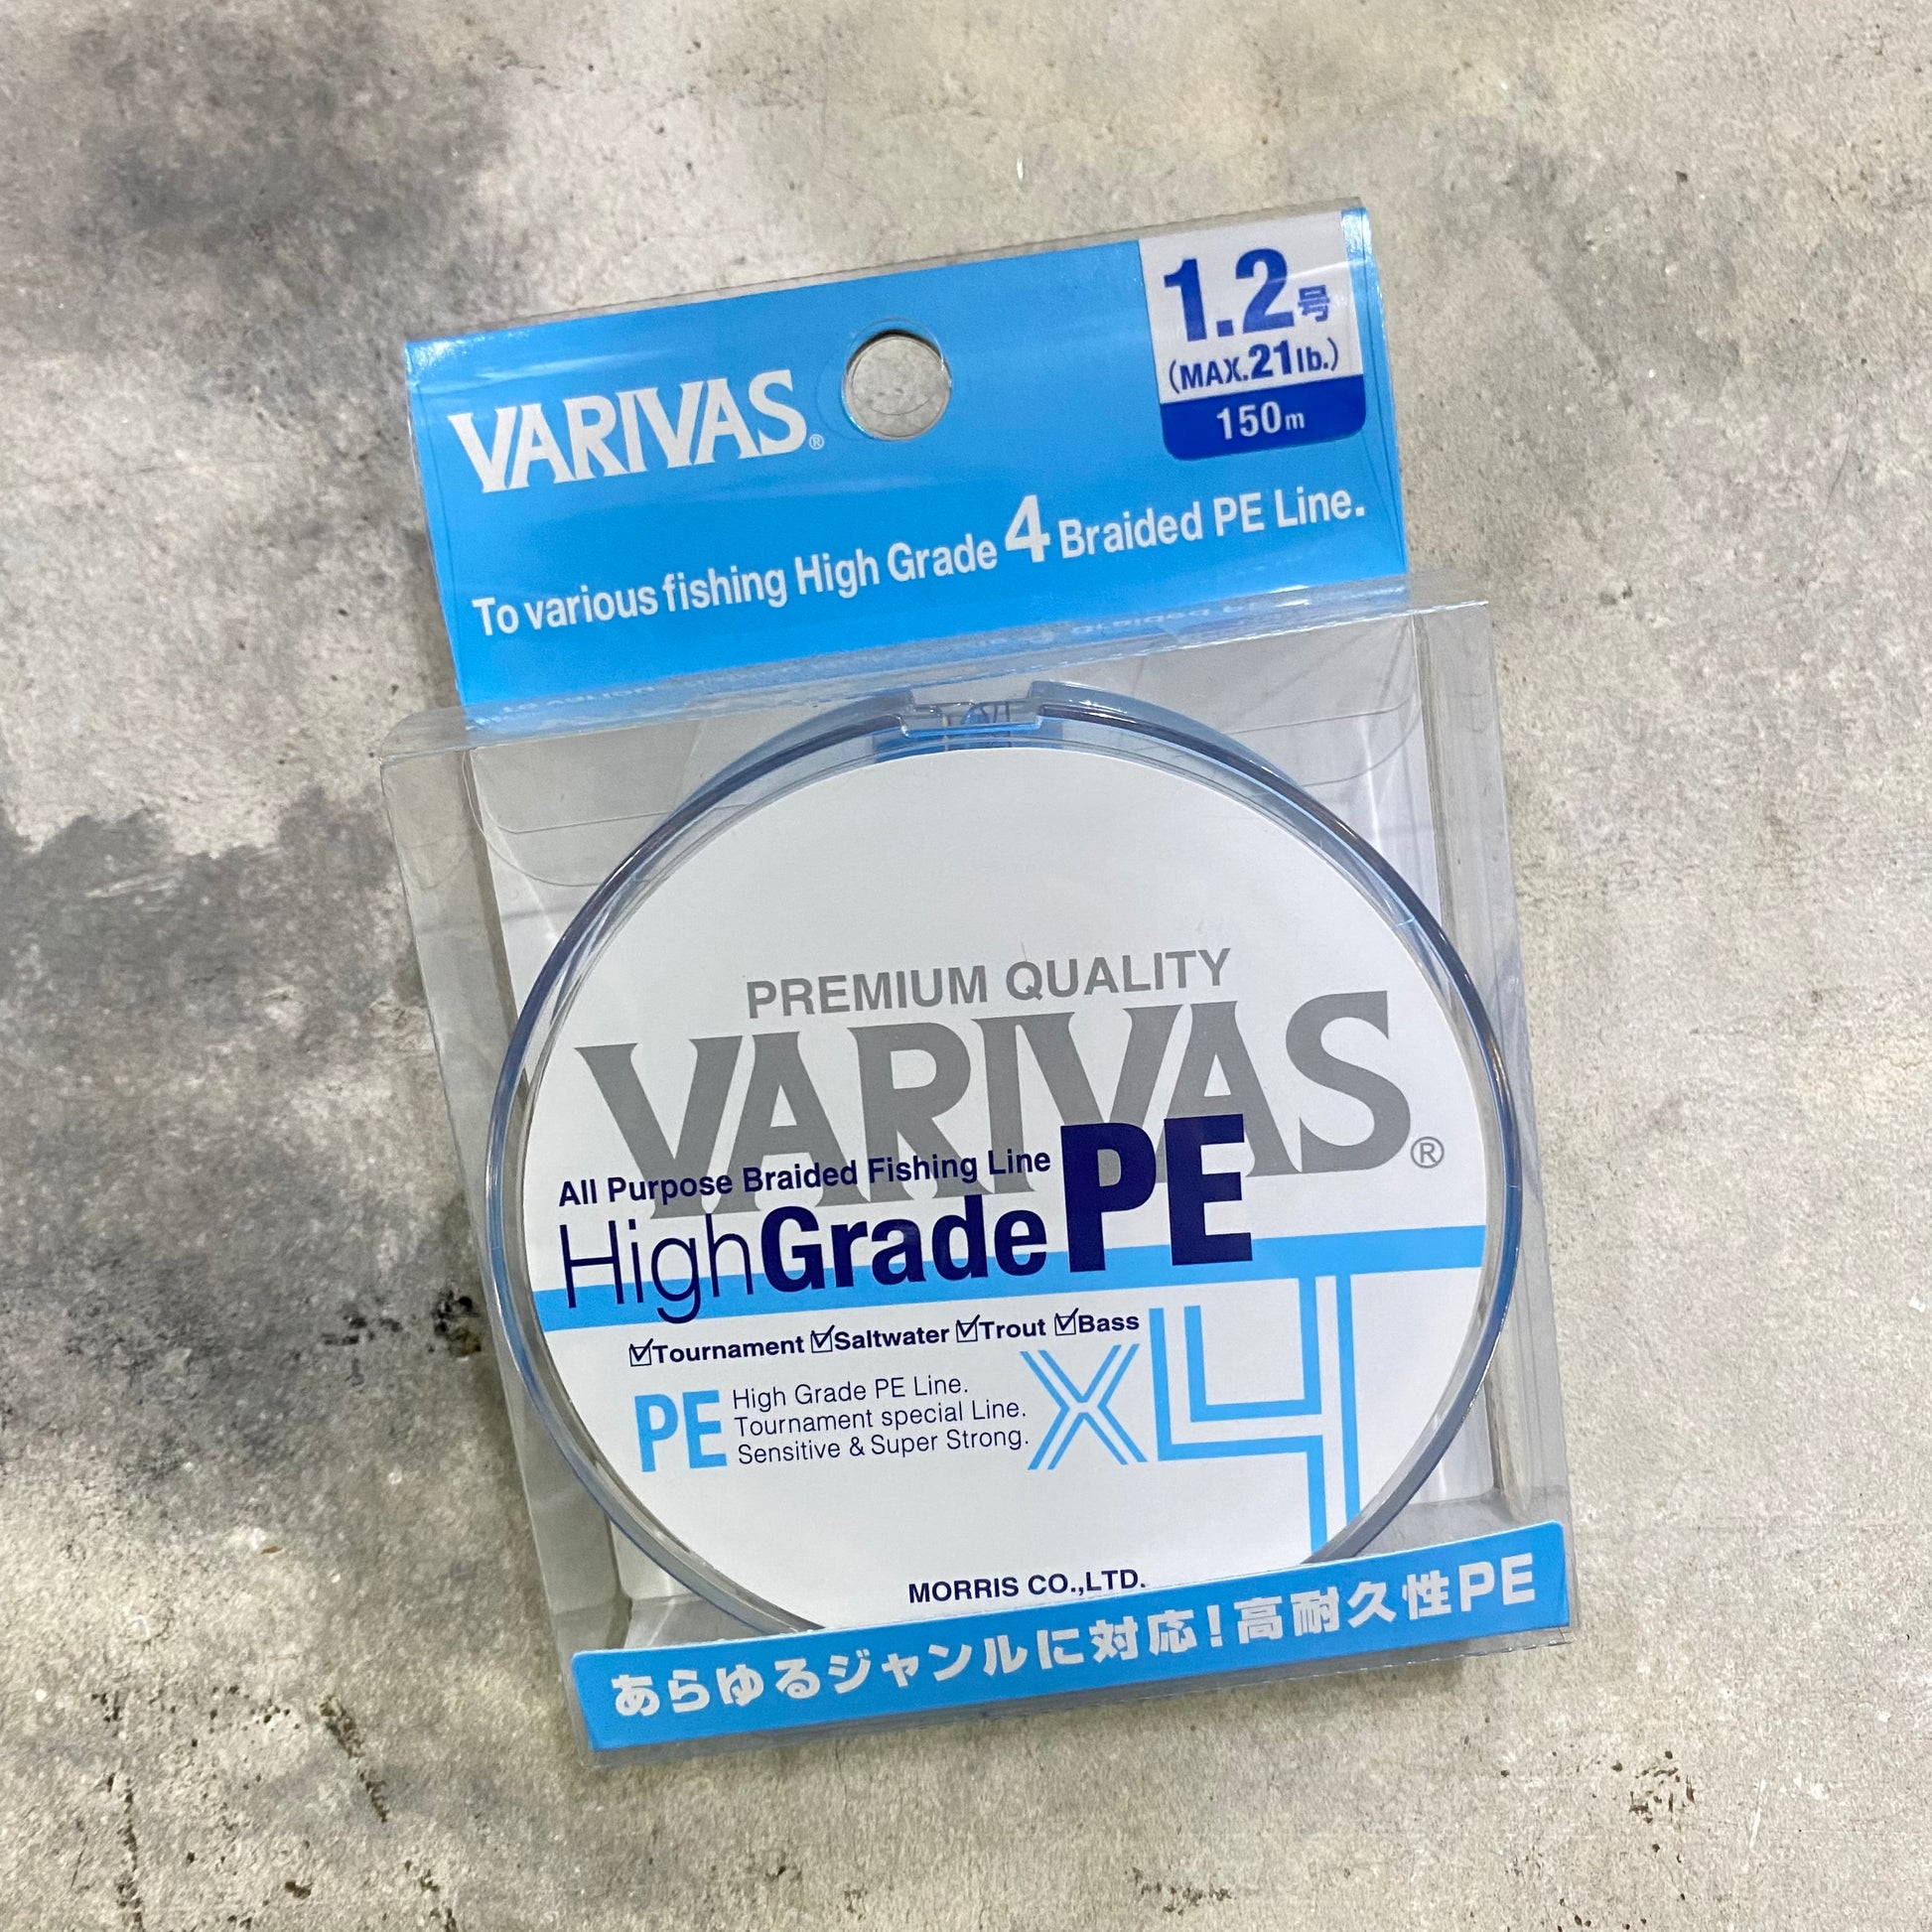 1.2号
(MAX.21lb.)
150m
VARIVAS®
To various fishing High Grade 4 Braided PE Line.
PREMIUM QUALITY
VARIVAS®
All Purpose Braided Fishing Line
HighGrade PE
☑Tournament ☑Saltwater ☑Trout ☑Bass
PE
High Grade PE Line.
Tournament special Line.
Sensitive & Super Strong.
X4
MORRIS CO.,LTD.
あらゆるジャンルに対応!高耐久性PE